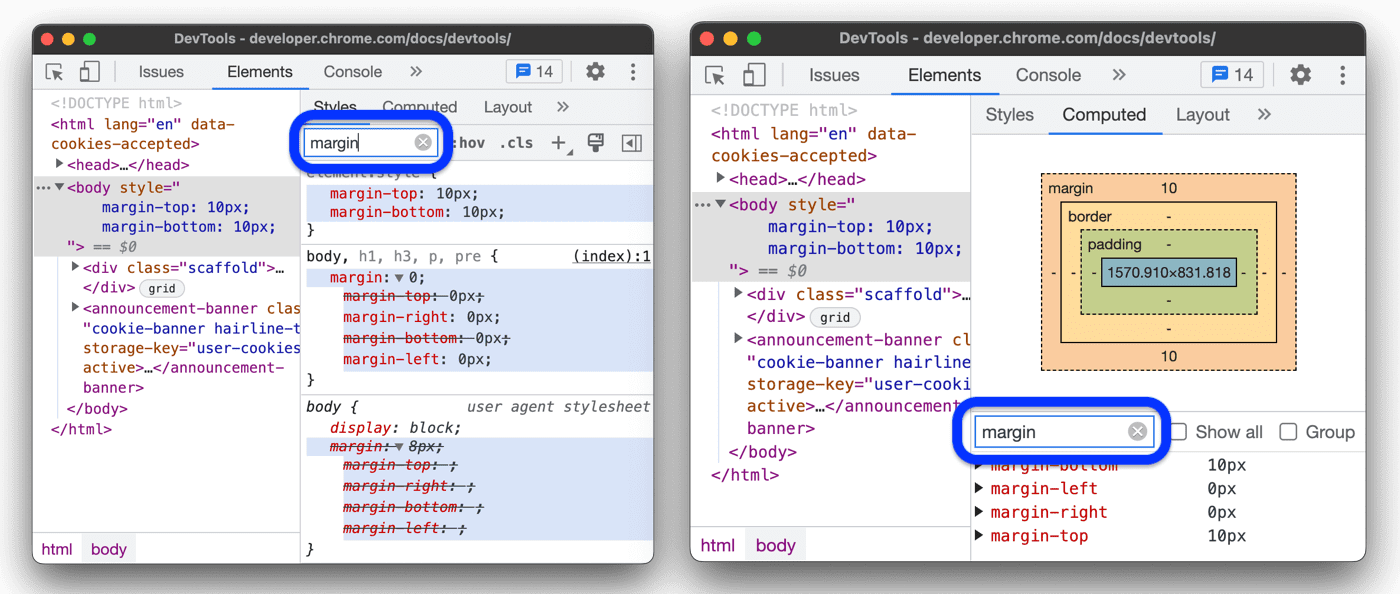 DevTools - developer.chrome.com/docs/devtools/
Issues Elements Console » 14
<!DOCTYPE html>
<html lang="en" data-
cookies-accepted>
<head>…</head>
<body style="
margin-top: 10px;
margin-bottom: 10px;
"> == $0
<div class="scaffold">…
</div> grid
<announcement-banner clas
"cookie-banner hairline-t
storage-key="user-cookies
active>…</announcement-
banner>
</body>
</html>
html body
Styles Computed Layout »
margin :hov .cls +
element.style {
margin-top: 10px;
margin-bottom: 10px;
}
body, h1, h3, p, pre { (index):1
margin: 0;
margin-top: 0px;
margin-right: 0px;
margin-bottom: 0px;
margin-left: 0px;
}
body { user agent stylesheet
display: block;
margin: 8px;
margin-top: ;
margin-right: ;
margin-bottom: ;
margin-left: ;
}
DevTools - developer.chrome.com/docs/devtools/
Issues Elements Console » 14
<!DOCTYPE html>
<html lang="en" data-
cookies-accepted>
<head>…</head>
<body style="
margin-top: 10px;
margin-bottom: 10px;
"> == $0
<div class="scaffold">…
</div> grid
<announcement-banner cl
"cookie-banner hairline
storage-key="user-cooki
active>…</announcement
banner>
</body>
</html>
html body
Styles Computed Layout »
margin 10
border -
padding -
- - - 1570.910×831.818 - - -
-
-
10
margin Show all Group
margin-bottom 10px
margin-left 0px
margin-right 0px
margin-top 10px